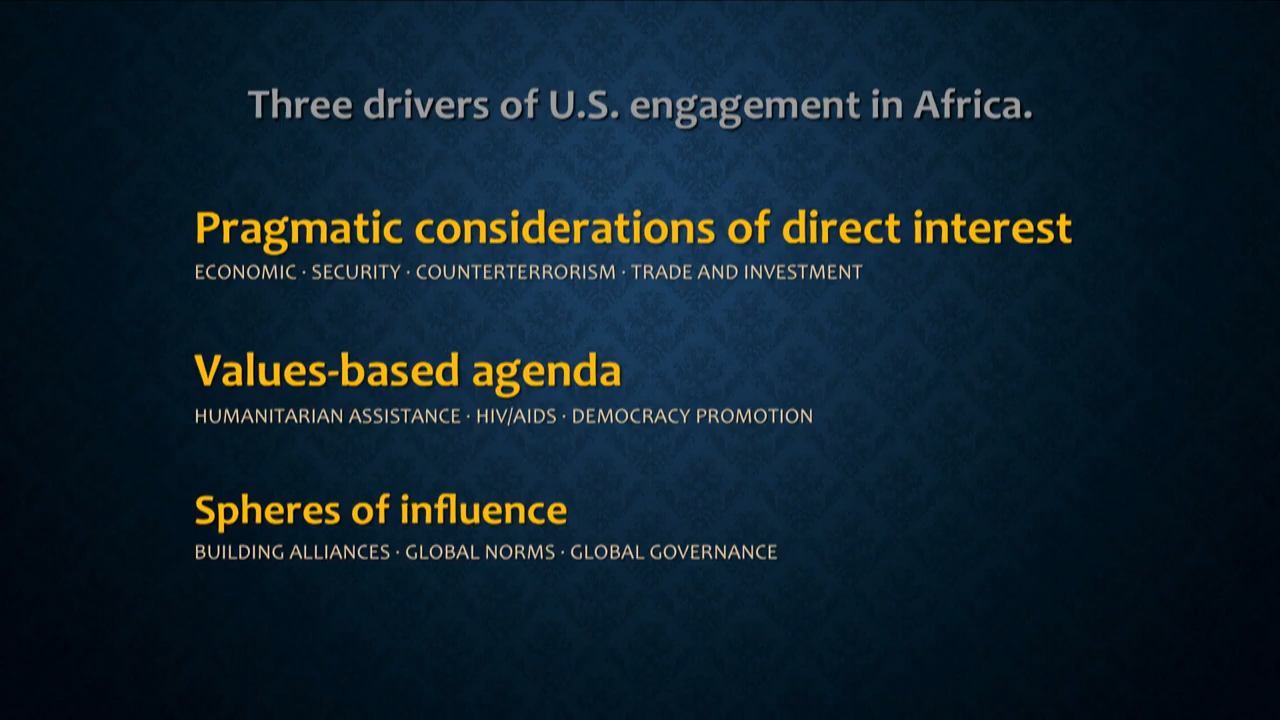 Three drivers of U.S. engagement in Africa.
Pragmatic considerations of direct interest
ECONOMIC · SECURITY · COUNTERTERRORISM · TRADE AND INVESTMENT
Values-based agenda
HUMANITARIAN ASSISTANCE · HIV/AIDS · DEMOCRACY PROMOTION
Spheres of influence
BUILDING ALLIANCES · GLOBAL NORMS · GLOBAL GOVERNANCE